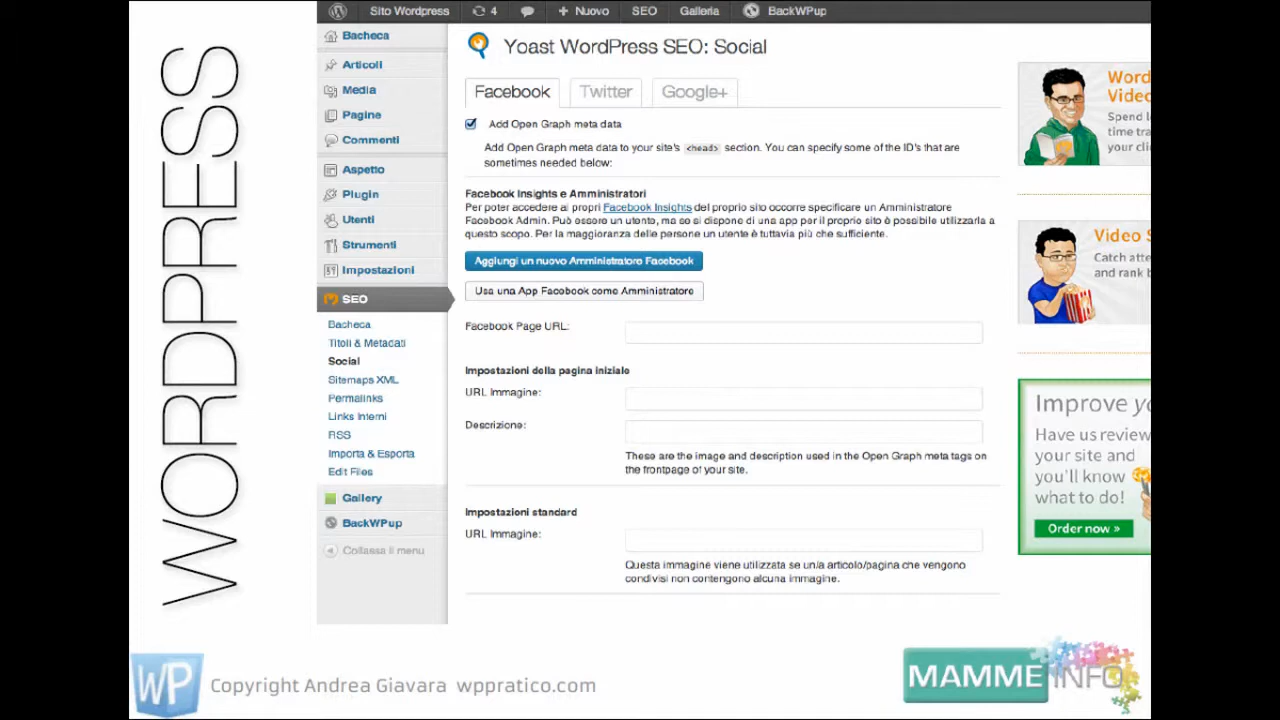 WORDPRESS
Sito Wordpress 4 + Nuovo SEO Galleria BackWPup
Bacheca
Articoli
Media
Pagine
Commenti
Aspetto
Plugin
Utenti
Strumenti
Impostazioni
SEO
Bacheca
Titoli & Metadati
Social
Sitemaps XML
Permalinks
Links Interni
RSS
Importa & Esporta
Edit Files
Gallery
BackWPup
Collassa il menu
Yoast WordPress SEO: Social
Facebook Twitter Google+
Add Open Graph meta data
Add Open Graph meta data to your site's <head> section. You can specify some of the ID's that are
sometimes needed below:
Facebook Insights e Amministratori
Per poter accedere ai propri Facebook Insights del proprio sito occorre specificare un Amministratore
Facebook Admin. Può essere un utente, ma se si dispone di una app per il proprio sito è possibile utilizzarla a
questo scopo. Per la maggioranza delle persone un utente è tuttavia più che sufficiente.
Aggiungi un nuovo Amministratore Facebook
Usa una App Facebook come Amministratore
Facebook Page URL:
Impostazioni della pagina iniziale
URL Immagine:
Descrizione:
These are the image and description used in the Open Graph meta tags on
the frontpage of your site.
Impostazioni standard
URL Immagine:
Questa immagine viene utilizzata se un/a articolo/pagina che vengono
condivisi non contengono alcuna immagine.
Word
Video
Spend le
time tra
your clie
Video S
Catch atte
and rank b
Improve yo
Have us review
your site and
you'll know
what to do!
Order now »
WP Copyright Andrea Giavara wppratico.com
MAMME INFO